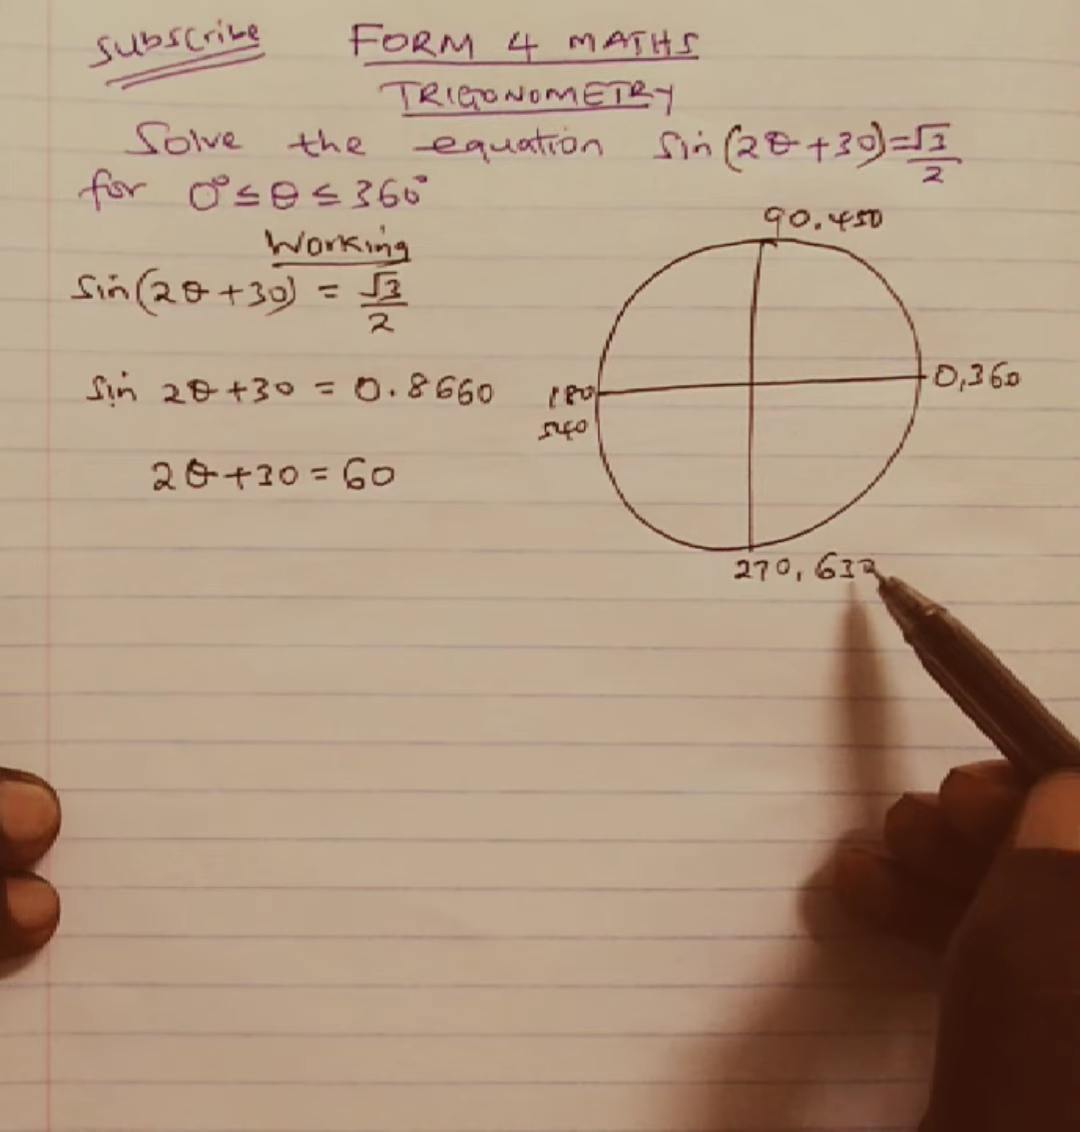 Subscribe FORM 4 MATHS
TRIGONOMETRY
Solve the equation Sin(2θ+30)=√3/2
for 0°≤θ≤360°
Working
Sin(2θ+30) = √3/2
Sin 2θ+30 = 0.8660
2θ+30 = 60
90.450
0,360
180
540
270, 630